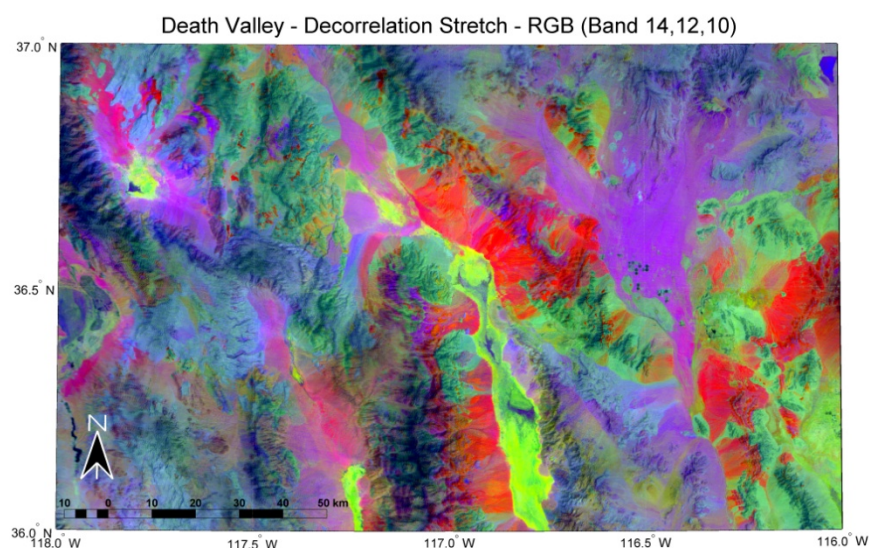 Death Valley - Decorrelation Stretch - RGB (Band 14,12,10)
37.0° N
36.5° N
N
10 0 10 20 30 40 50 km
36.0° N
118.0° W 117.5° W 117.0° W 116.5° W 116.0° W